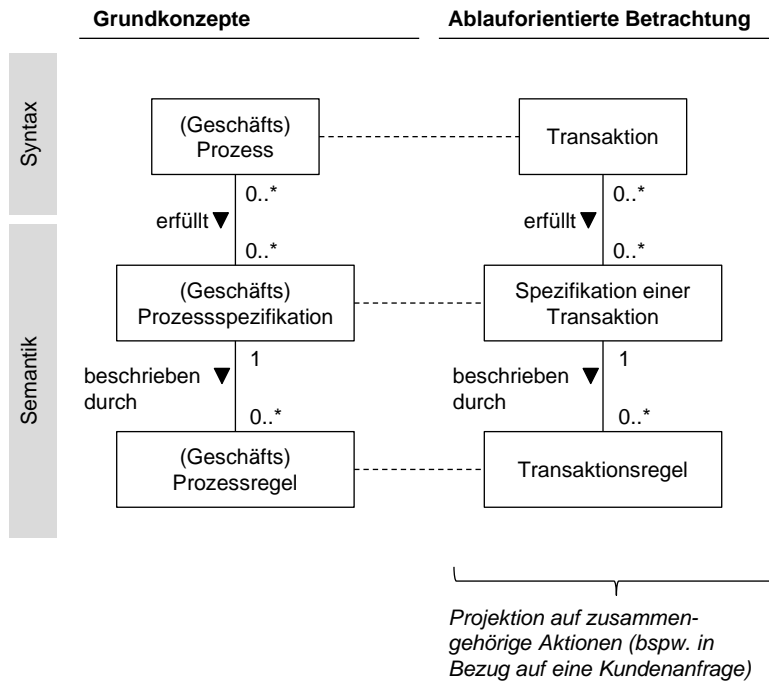 Grundkonzepte
Ablauforientierte Betrachtung
Syntax
(Geschäfts)
Prozess
Transaktion
0..*
0..*
erfüllt
erfüllt
0..*
0..*
Semantik
(Geschäfts)
Prozessspezifikation
Spezifikation einer
Transaktion
1
1
beschrieben
durch
beschrieben
durch
0..*
0..*
(Geschäfts)
Prozessregel
Transaktionsregel
Projektion auf zusammen-
gehörige Aktionen (bspw. in
Bezug auf eine Kundenanfrage)